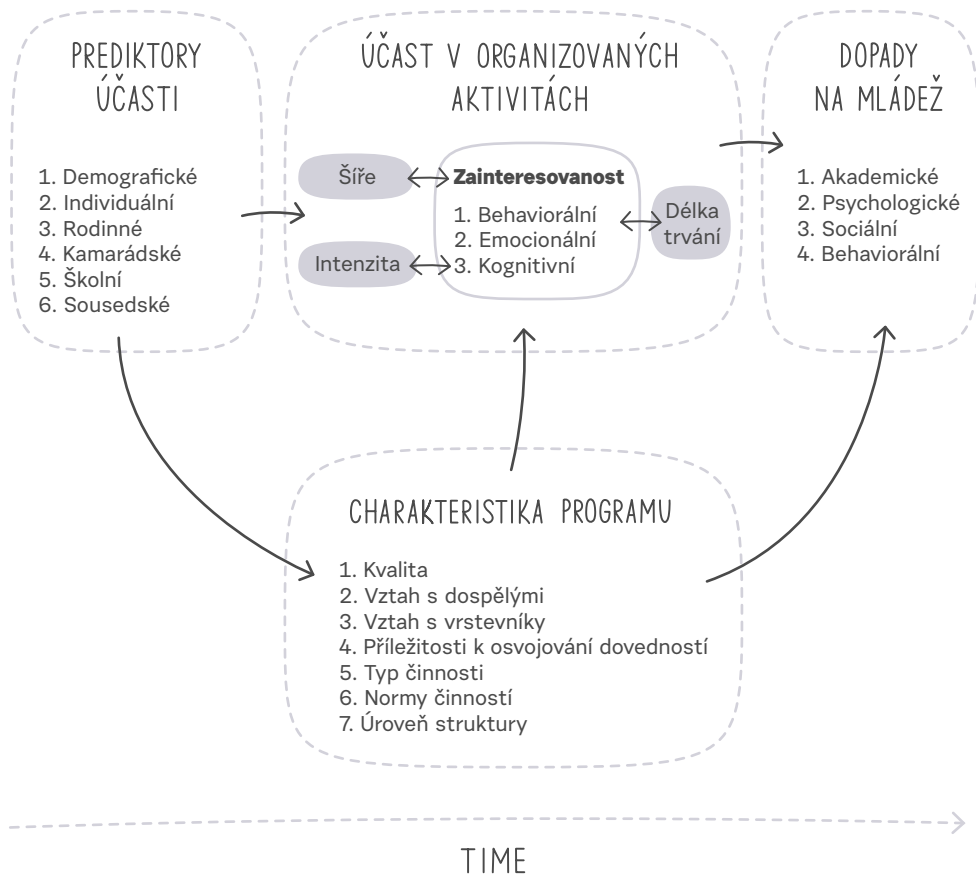 PREDIKTORY
ÚČASTI
1. Demografické
2. Individuální
3. Rodinné
4. Kamarádské
5. Školní
6. Sousedské
ÚČAST V ORGANIZOVANÝCH
AKTIVITÁCH
Šíře
Intenzita
Zainteresovanost
1. Behaviorální
2. Emocionální
3. Kognitivní
Délka
trvání
DOPADY
NA MLÁDEŽ
1. Akademické
2. Psychologické
3. Sociální
4. Behaviorální
CHARAKTERISTIKA PROGRAMU
1. Kvalita
2. Vztah s dospělými
3. Vztah s vrstevníky
4. Příležitosti k osvojování dovedností
5. Typ činnosti
6. Normy činností
7. Úroveň struktury
TIME